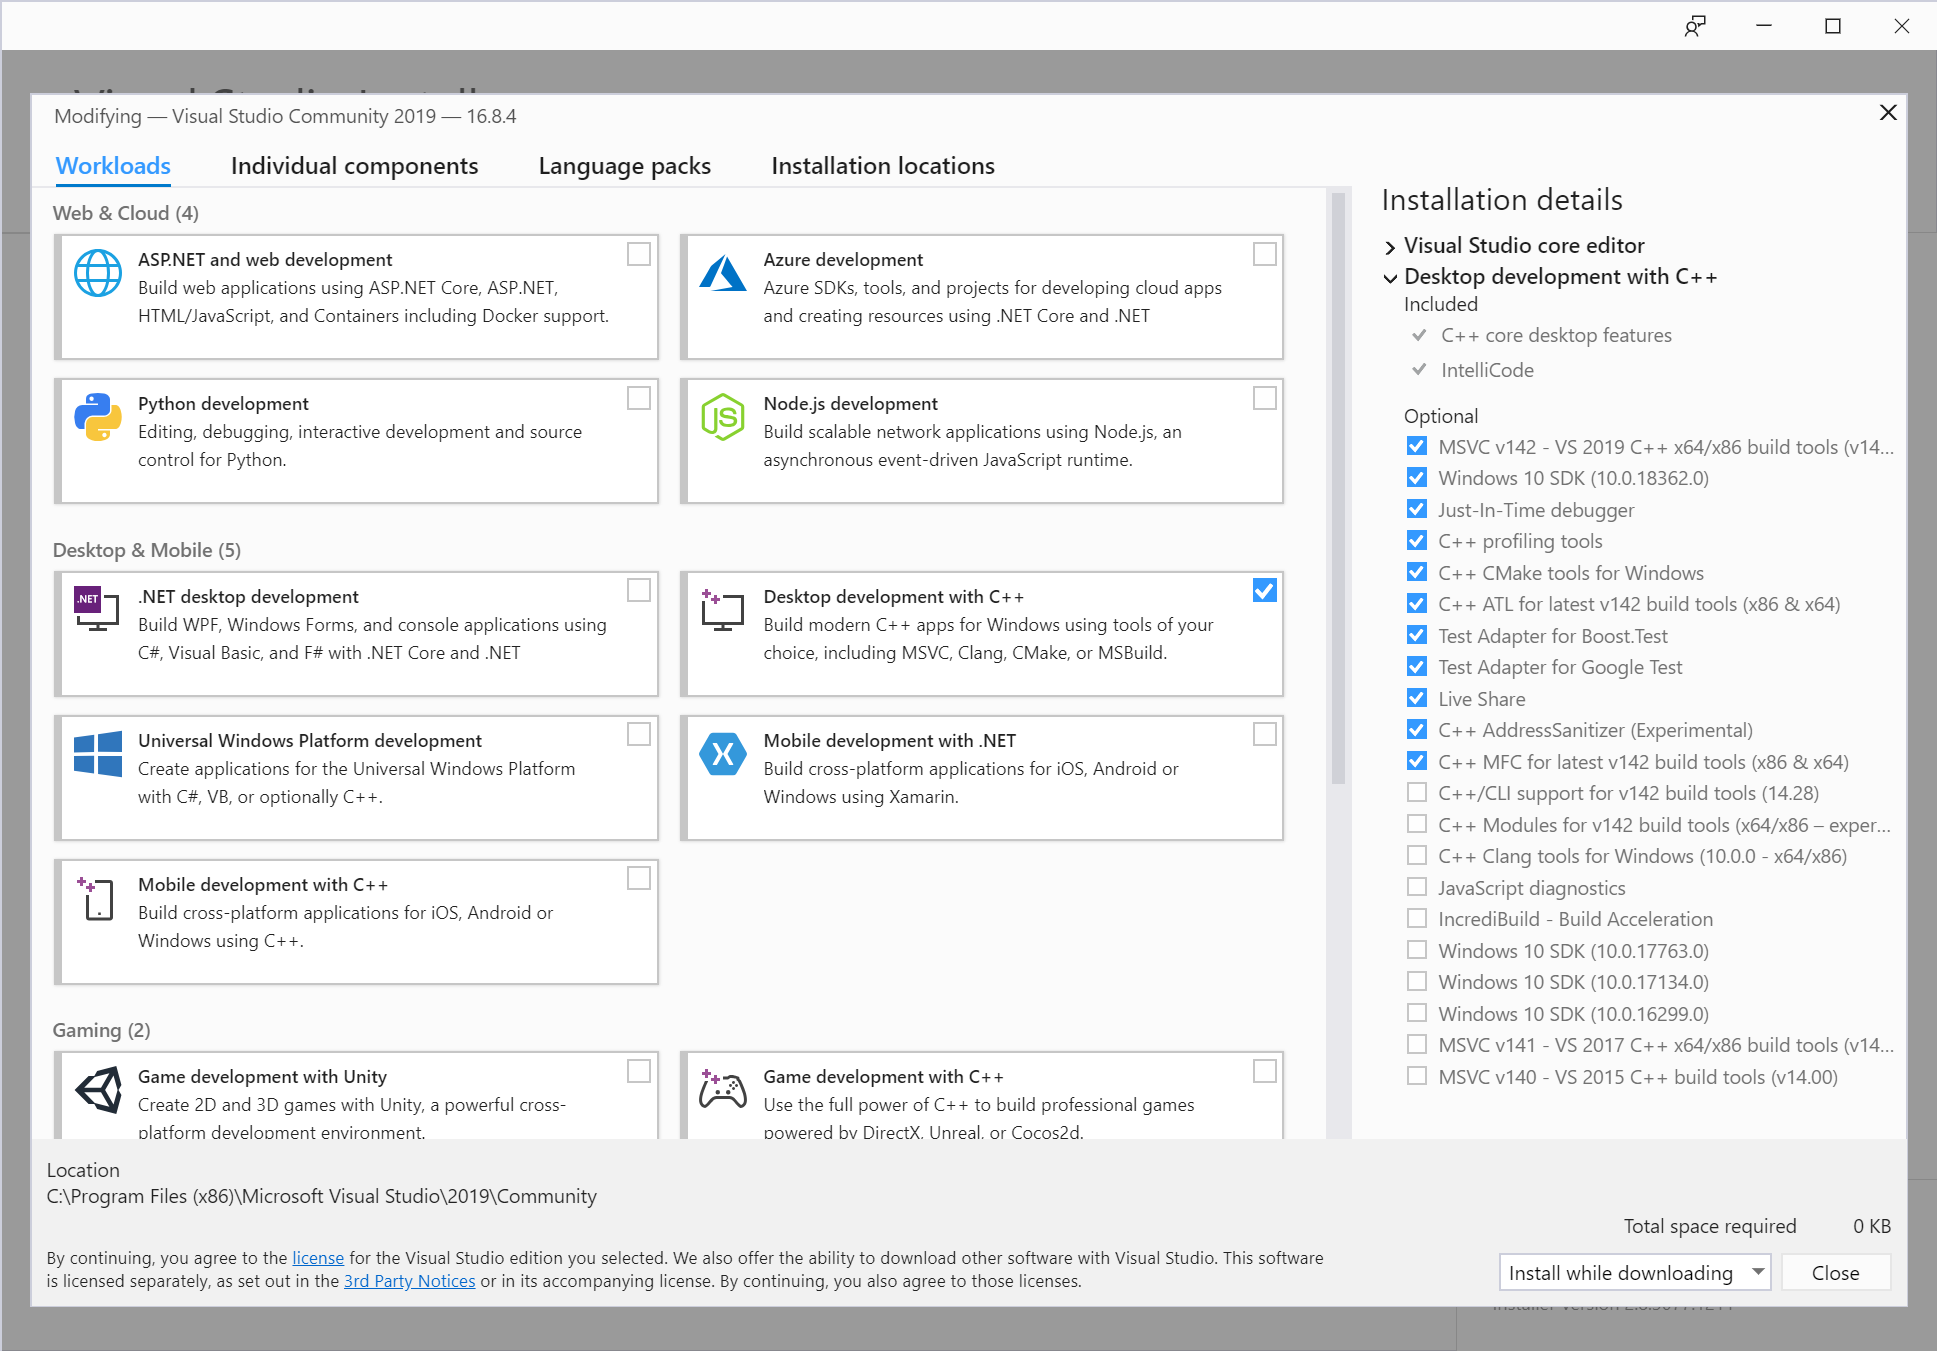 Visual Studio Installer
Modifying — Visual Studio Community 2019 — 16.8.4
Workloads
Individual components
Language packs
Installation locations
Web & Cloud (4)
ASP.NET and web development
Build web applications using ASP.NET Core, ASP.NET,
HTML/JavaScript, and Containers including Docker support.
Azure development
Azure SDKs, tools, and projects for developing cloud apps
and creating resources using .NET Core and .NET
Python development
Editing, debugging, interactive development and source
control for Python.
JS
Node.js development
Build scalable network applications using Node.js, an
asynchronous event-driven JavaScript runtime.
Desktop & Mobile (5)
.NET
.NET desktop development
Build WPF, Windows Forms, and console applications using
C#, Visual Basic, and F# with .NET Core and .NET
Desktop development with C++
Build modern C++ apps for Windows using tools of your
choice, including MSVC, Clang, CMake, or MSBuild.
Universal Windows Platform development
Create applications for the Universal Windows Platform
with C#, VB, or optionally C++.
Mobile development with .NET
Build cross-platform applications for iOS, Android or
Windows using Xamarin.
Mobile development with C++
Build cross-platform applications for iOS, Android or
Windows using C++.
Gaming (2)
Game development with Unity
Create 2D and 3D games with Unity, a powerful cross-
platform development environment.
Game development with C++
Use the full power of C++ to build professional games
powered by DirectX, Unreal, or Cocos2d.
Installation details
Visual Studio core editor
Desktop development with C++
Included
C++ core desktop features
IntelliCode
Optional
MSVC v142 - VS 2019 C++ x64/x86 build tools (v14...
Windows 10 SDK (10.0.18362.0)
Just-In-Time debugger
C++ profiling tools
C++ CMake tools for Windows
C++ ATL for latest v142 build tools (x86 & x64)
Test Adapter for Boost.Test
Test Adapter for Google Test
Live Share
C++ AddressSanitizer (Experimental)
C++ MFC for latest v142 build tools (x86 & x64)
C++/CLI support for v142 build tools (14.28)
C++ Modules for v142 build tools (x64/x86 – exper...
C++ Clang tools for Windows (10.0.0 - x64/x86)
JavaScript diagnostics
IncrediBuild - Build Acceleration
Windows 10 SDK (10.0.17763.0)
Windows 10 SDK (10.0.17134.0)
Windows 10 SDK (10.0.16299.0)
MSVC v141 - VS 2017 C++ x64/x86 build tools (v14...
MSVC v140 - VS 2015 C++ build tools (v14.00)
Location
C:\Program Files (x86)\Microsoft Visual Studio\2019\Community
Total space required 0 KB
By continuing, you agree to the license for the Visual Studio edition you selected. We also offer the ability to download other software with Visual Studio. This software
is licensed separately, as set out in the 3rd Party Notices or in its accompanying license. By continuing, you also agree to those licenses.
Install while downloading
Close